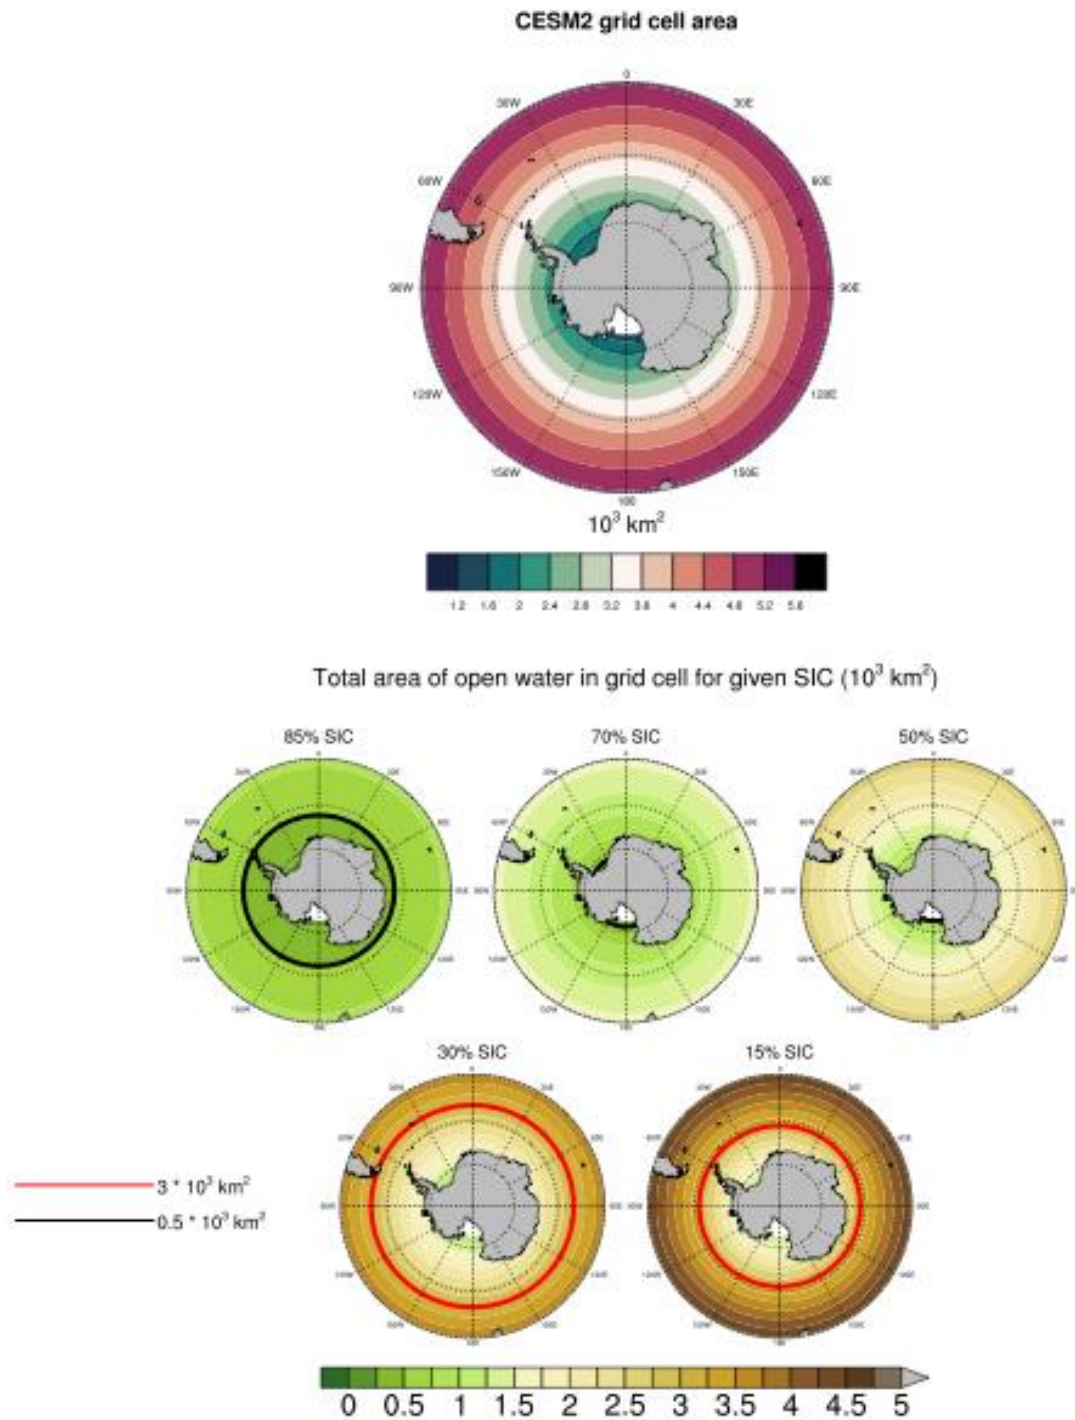 CESM2 grid cell area
0
30W 30E
60W 60E
90W 90E
120W 120E
150W 150E
180
10³ km²
1.2 1.6 2 2.4 2.8 3.2 3.6 4 4.4 4.8 5.2 5.6
Total area of open water in grid cell for given SIC (10³ km²)
85% SIC 70% SIC 50% SIC
30% SIC 15% SIC
3 * 10³ km²
0.5 * 10³ km²
0 0.5 1 1.5 2 2.5 3 3.5 4 4.5 5